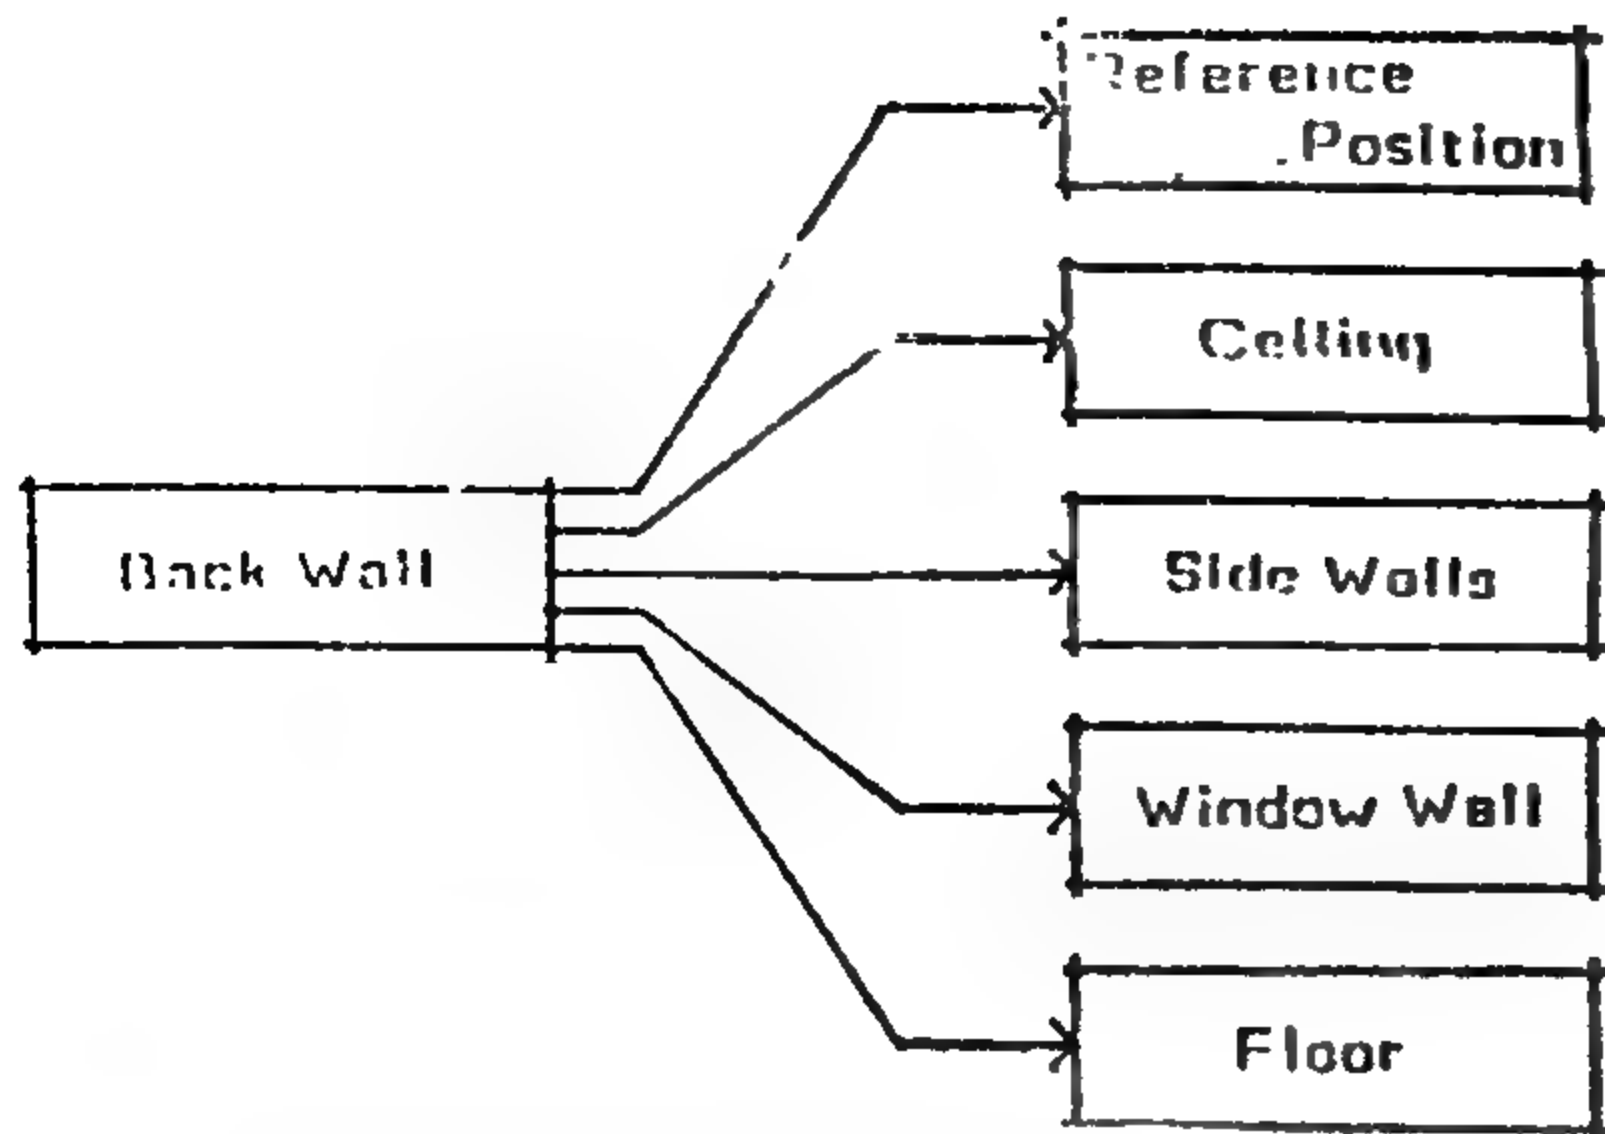 Reference
Position
Ceiling
Back Wall
Side Walls
Window Wall
Floor